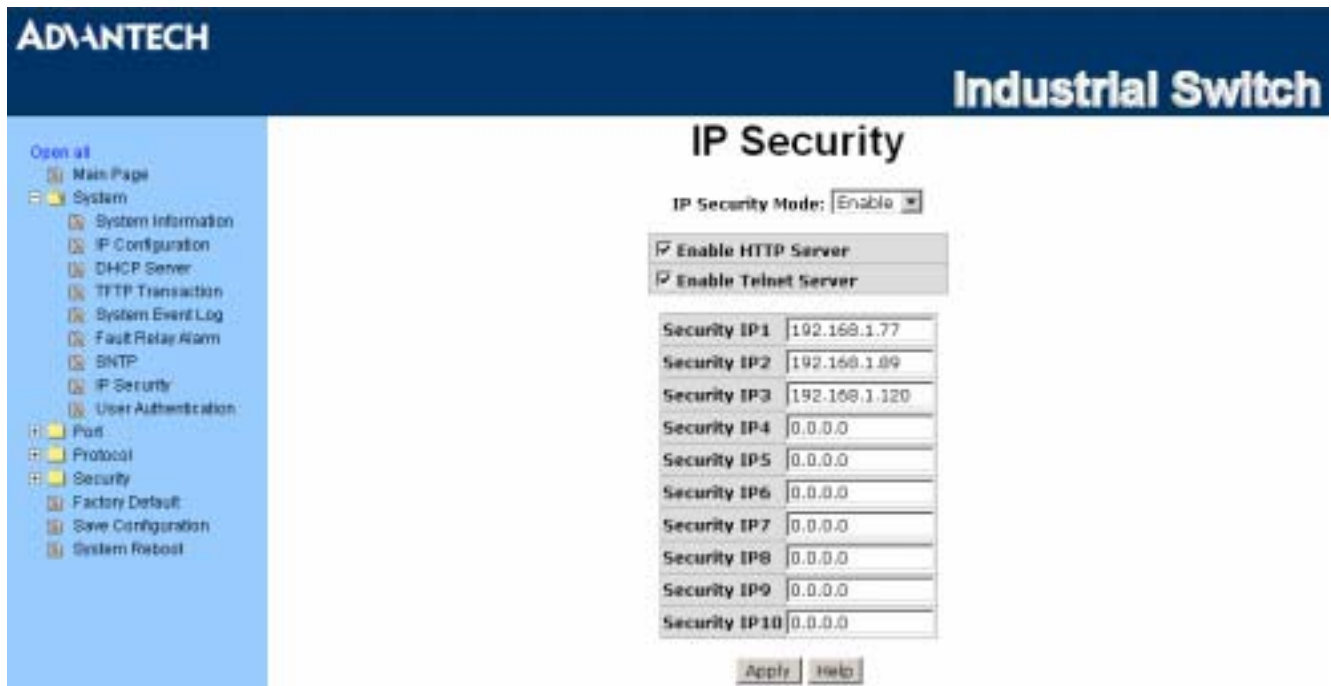 ADVANTECH
Industrial Switch
Open all
Main Page
System
System Information
IP Configuration
DHCP Server
TFTP Transaction
System Event Log
Fault Relay Alarm
SNTP
IP Security
User Authentication
Port
Protocol
Security
Factory Default
Save Configuration
System Reboot
IP Security
IP Security Mode: Enable
Enable HTTP Server
Enable Telnet Server
Security IP1 192.168.1.77
Security IP2 192.168.1.89
Security IP3 192.168.1.120
Security IP4 0.0.0.0
Security IP5 0.0.0.0
Security IP6 0.0.0.0
Security IP7 0.0.0.0
Security IP8 0.0.0.0
Security IP9 0.0.0.0
Security IP10 0.0.0.0
Apply Help